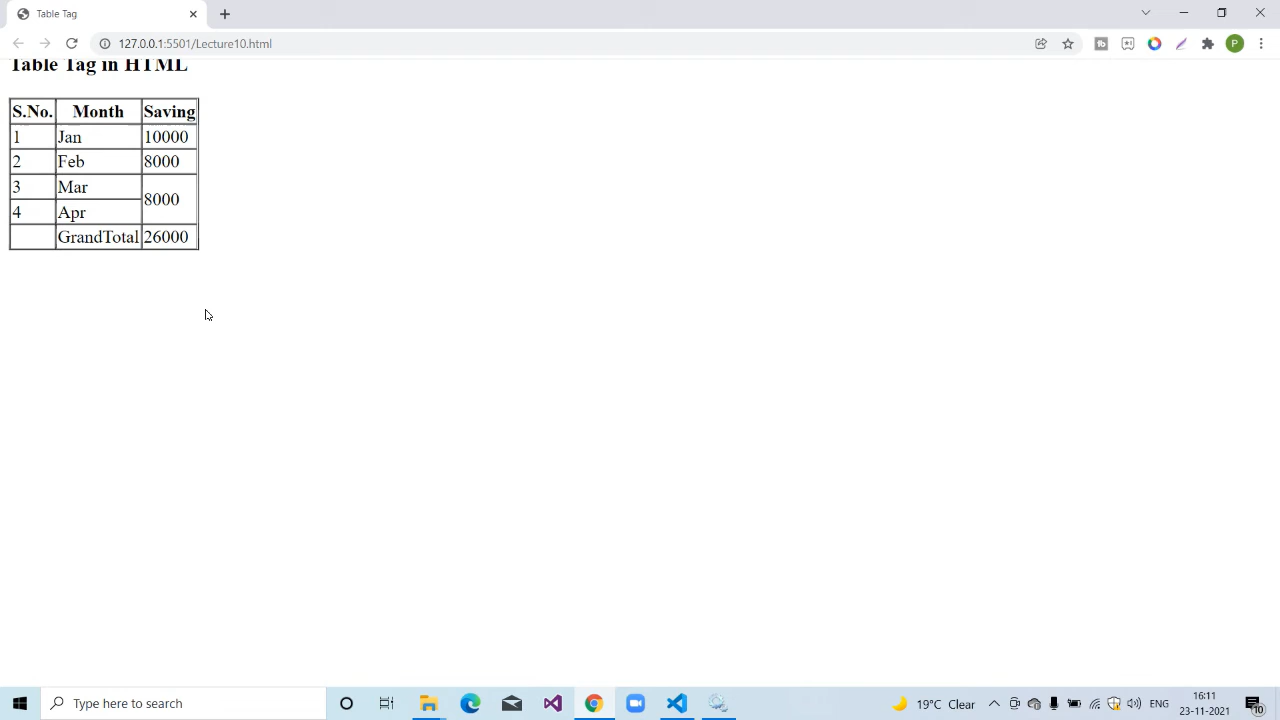 Table Tag
127.0.0.1:5501/Lecture10.html
Table Tag in HTML
S.No. Month Saving
1 Jan 10000
2 Feb 8000
3 Mar 8000
4 Apr
GrandTotal 26000
Type here to search
19°C Clear
ENG
16:11
23-11-2021
10
P